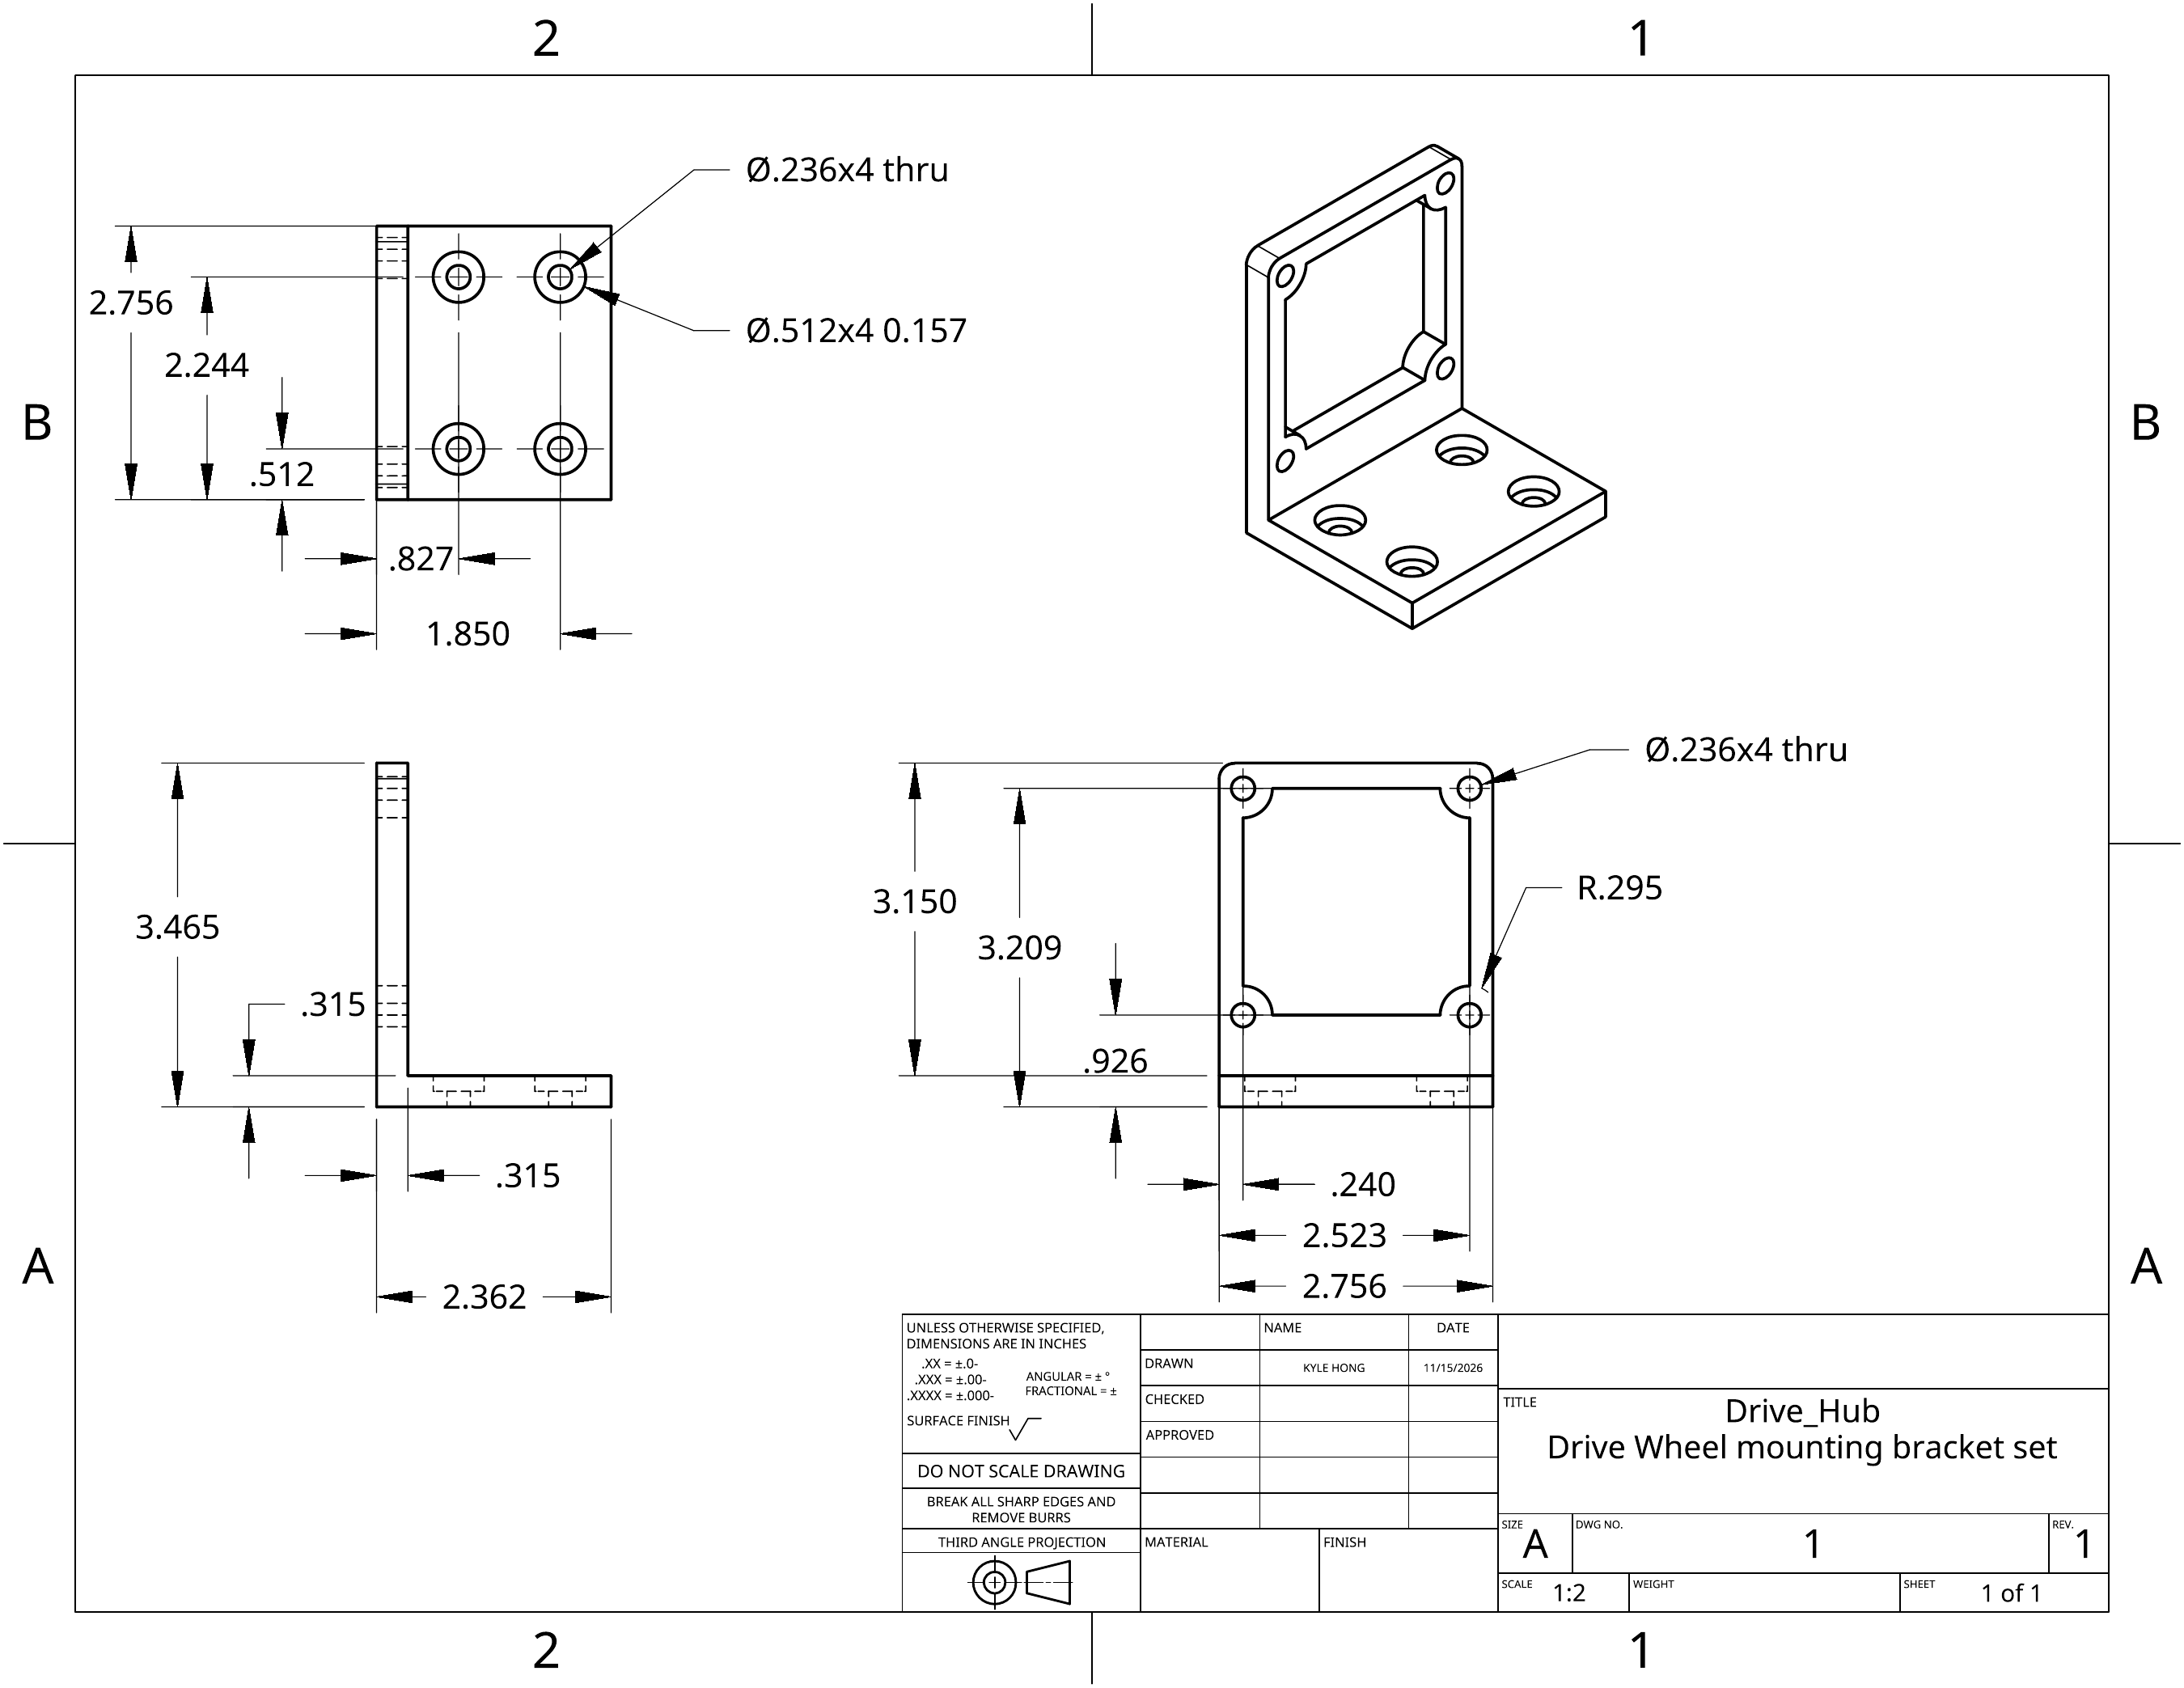 2
1
B
B
A
A
2
1
Ø.236x4 thru
Ø.512x4 0.157
2.756
2.244
.512
.827
1.850
3.465
.315
.315
2.362
Ø.236x4 thru
R.295
3.150
3.209
.926
.240
2.523
2.756
UNLESS OTHERWISE SPECIFIED,
DIMENSIONS ARE IN INCHES
.XX = ±.0-
.XXX = ±.00-
.XXXX = ±.000-
ANGULAR = ± °
FRACTIONAL = ±
SURFACE FINISH
DO NOT SCALE DRAWING
BREAK ALL SHARP EDGES AND
REMOVE BURRS
THIRD ANGLE PROJECTION
NAME
DATE
DRAWN
KYLE HONG
11/15/2026
CHECKED
APPROVED
MATERIAL
FINISH
TITLE
Drive_Hub
Drive Wheel mounting bracket set
SIZE
A
DWG NO.
1
REV.
1
SCALE
1:2
WEIGHT
SHEET
1 of 1